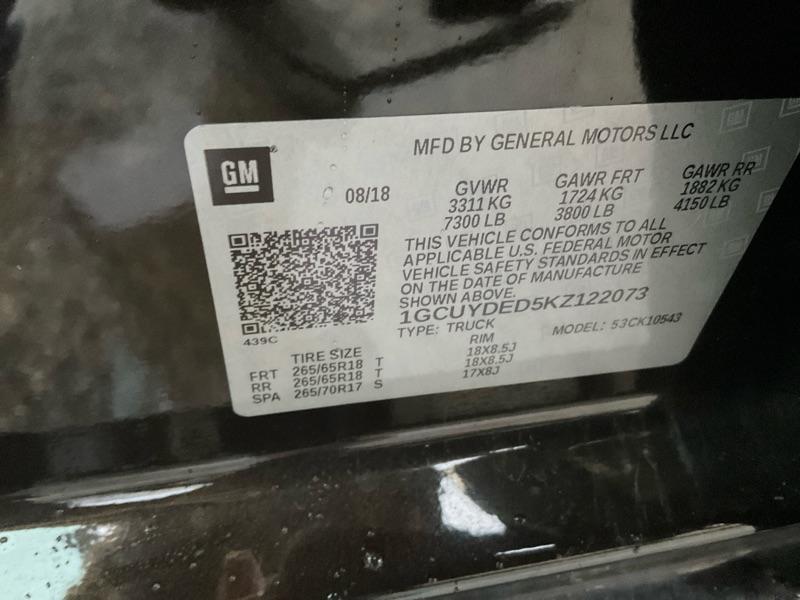 MFD BY GENERAL MOTORS LLC
GM
08/18
GVWR
3311 KG
7300 LB
GAWR FRT
1724 KG
3800 LB
GAWR RR
1882 KG
4150 LB
THIS VEHICLE CONFORMS TO ALL
APPLICABLE U.S. FEDERAL MOTOR
VEHICLE SAFETY STANDARDS IN EFFECT
ON THE DATE OF MANUFACTURE
SHOWN ABOVE.
1GCUYDED5KZ122073
TYPE: TRUCK
MODEL: 53CK10543
439C
TIRE SIZE
RIM
FRT 265/65R18 T 18X8.5J
RR 265/65R18 T 18X8.5J
SPA 265/70R17 S 17X8J